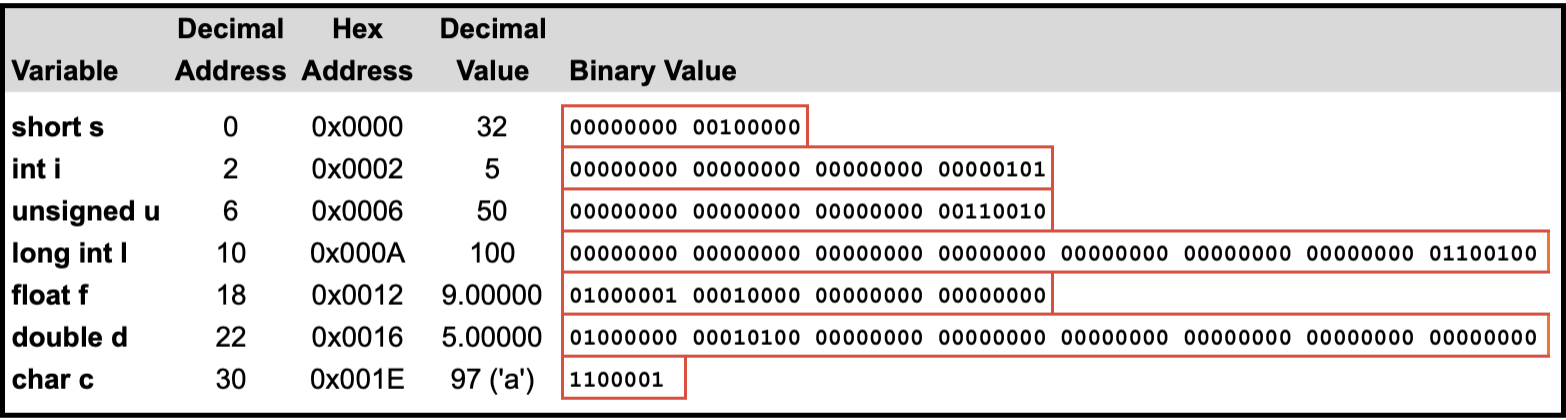 Decimal Hex Decimal
Variable Address Address Value Binary Value
short s 0 0x0000 32 00000000 00100000
int i 2 0x0002 5 00000000 00000000 00000000 00000101
unsigned u 6 0x0006 50 00000000 00000000 00000000 00110010
long int l 10 0x000A 100 00000000 00000000 00000000 00000000 00000000 00000000 00000000 01100100
float f 18 0x0012 9.00000 01000001 00010000 00000000 00000000
double d 22 0x0016 5.00000 01000000 00010100 00000000 00000000 00000000 00000000 00000000 00000000
char c 30 0x001E 97 ('a') 1100001